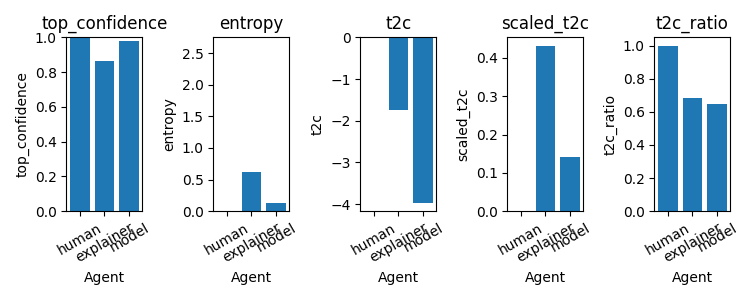 top_confidence
entropy
t2c
scaled_t2c
t2c_ratio
top_confidence
1.0
0.8
0.6
0.4
0.2
0.0
human
explainer
model
Agent
entropy
2.5
2.0
1.5
1.0
0.5
0.0
human
explainer
model
Agent
t2c
0
−1
−2
−3
−4
human
explainer
model
Agent
scaled_t2c
0.4
0.3
0.2
0.1
0.0
human
explainer
model
Agent
t2c_ratio
1.0
0.8
0.6
0.4
0.2
0.0
human
explainer
model
Agent